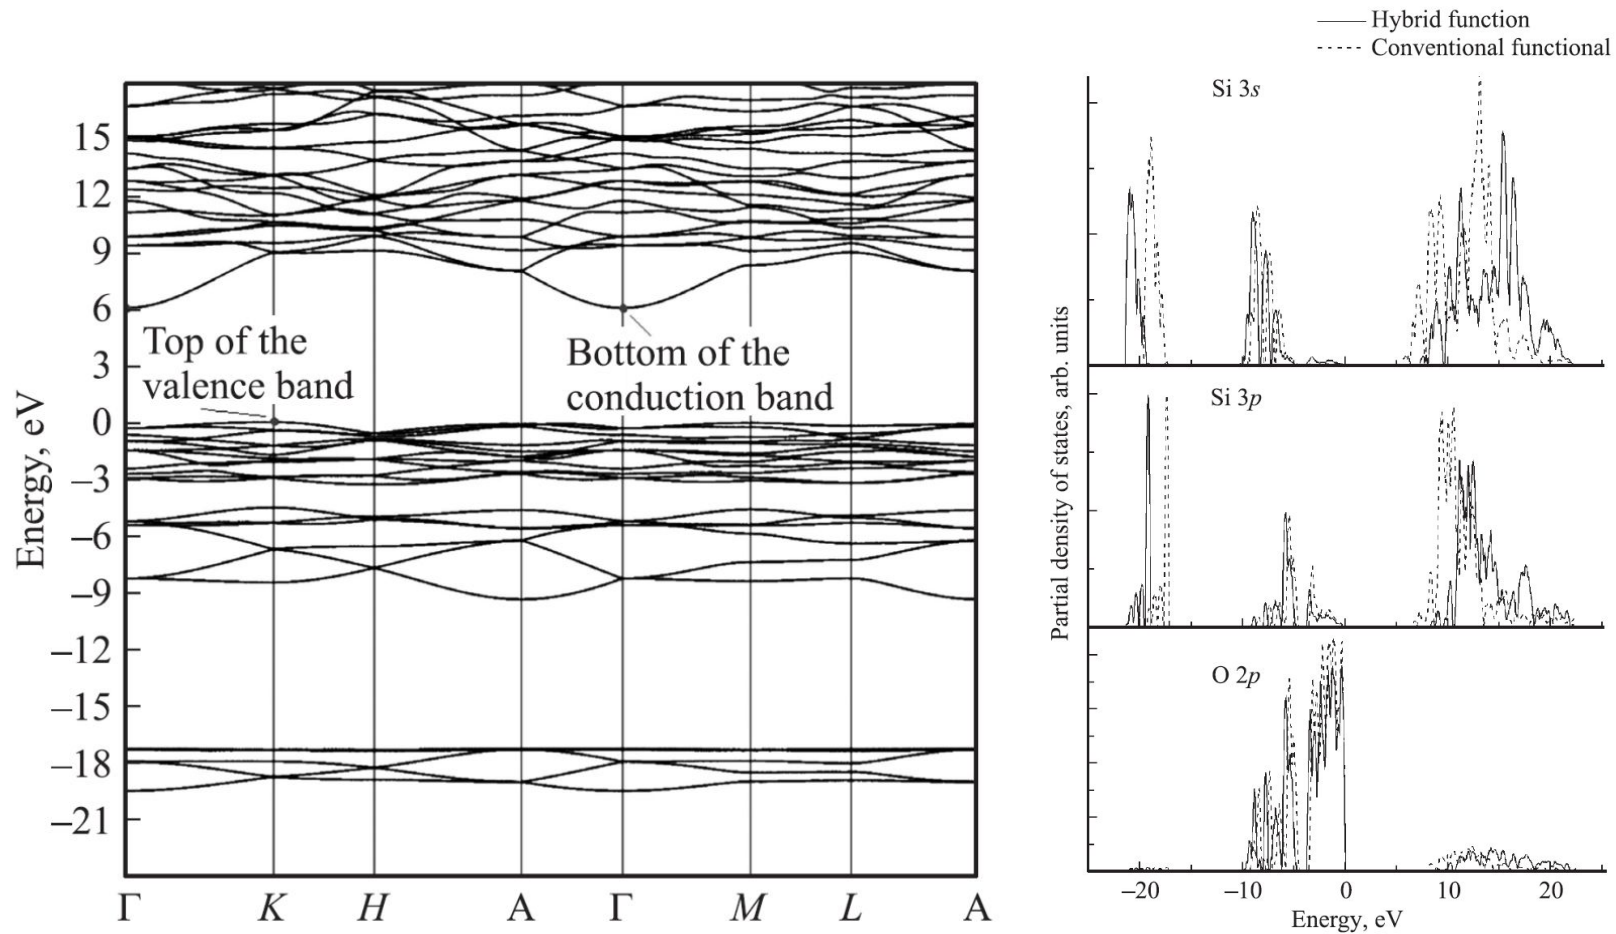 15
12
9
6
3
0
–3
–6
–9
–12
–15
–18
–21
Energy, eV
Top of the
valence band
Bottom of the
conduction band
Γ K H A Γ M L A
Hybrid function
Conventional functional
Si 3s
Si 3p
O 2p
Partial density of states, arb. units
–20 –10 0 10 20
Energy, eV